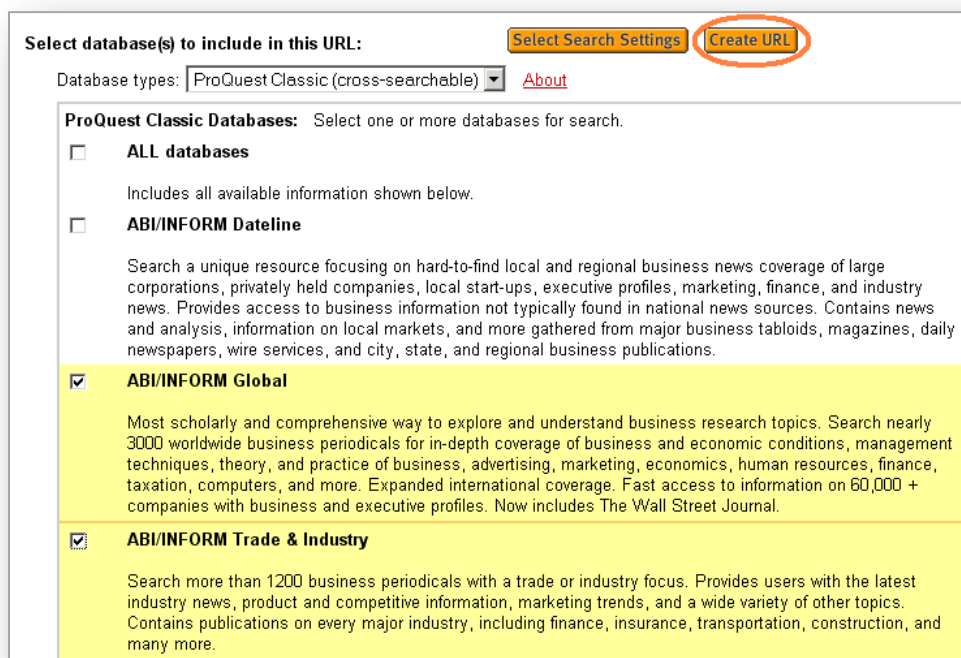 Select database(s) to include in this URL: Select Search Settings Create URL
Database types: ProQuest Classic (cross-searchable) About
ProQuest Classic Databases: Select one or more databases for search.
ALL databases
Includes all available information shown below.
ABI/INFORM Dateline
Search a unique resource focusing on hard-to-find local and regional business news coverage of large
corporations, privately held companies, local start-ups, executive profiles, marketing, finance, and industry
news. Provides access to business information not typically found in national news sources. Contains news
and analysis, information on local markets, and more gathered from major business tabloids, magazines, daily
newspapers, wire services, and city, state, and regional business publications.
ABI/INFORM Global
Most scholarly and comprehensive way to explore and understand business research topics. Search nearly
3000 worldwide business periodicals for in-depth coverage of business and economic conditions, management
techniques, theory, and practice of business, advertising, marketing, economics, human resources, finance,
taxation, computers, and more. Expanded international coverage. Fast access to information on 60,000 +
companies with business and executive profiles. Now includes The Wall Street Journal.
ABI/INFORM Trade & Industry
Search more than 1200 business periodicals with a trade or industry focus. Provides users with the latest
industry news, product and competitive information, marketing trends, and a wide variety of other topics.
Contains publications on every major industry, including finance, insurance, transportation, construction, and
many more.